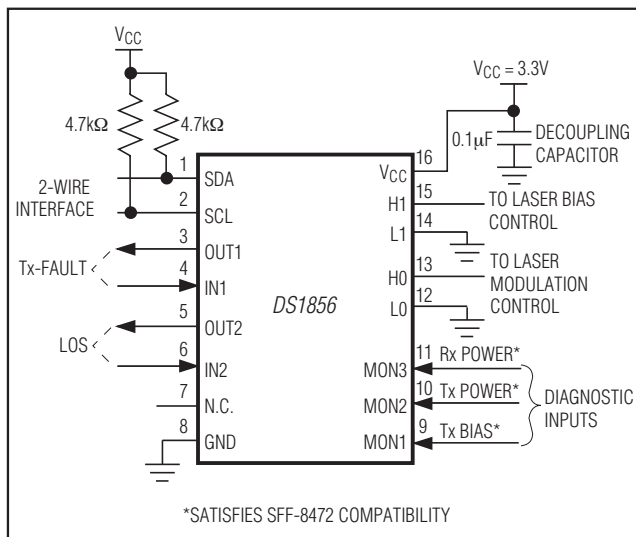 VCC
4.7kΩ
4.7kΩ
2-WIRE
INTERFACE
Tx-FAULT
LOS
1
2
3
4
5
6
7
8
SDA
SCL
OUT1
IN1
OUT2
IN2
N.C.
GND
DS1856
VCC
H1
L1
H0
L0
MON3
MON2
MON1
16
15
14
13
12
11
10
9
VCC = 3.3V
0.1µF
DECOUPLING
CAPACITOR
TO LASER BIAS
CONTROL
TO LASER
MODULATION
CONTROL
Rx POWER*
Tx POWER*
Tx BIAS*
DIAGNOSTIC
INPUTS
*SATISFIES SFF-8472 COMPATIBILITY